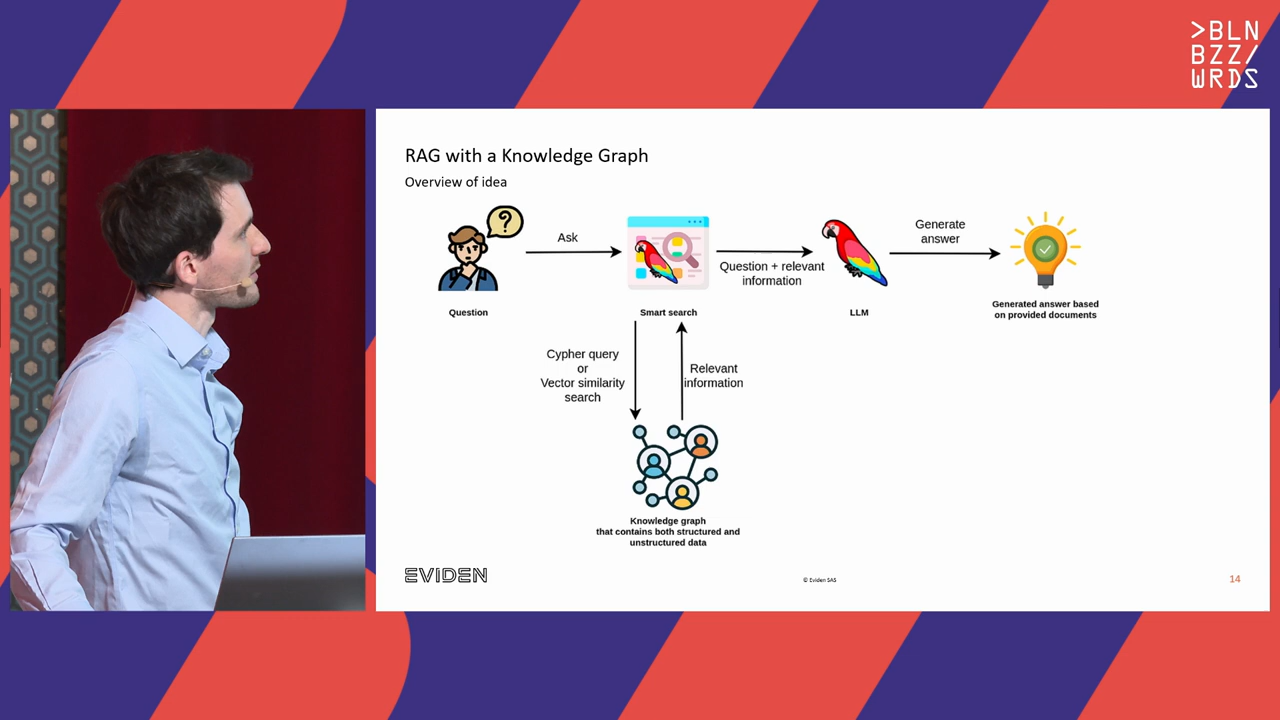 >BLN
BZZ/
WRDS
RAG with a Knowledge Graph
Overview of idea
?
Ask
Generate
answer
Question + relevant
information
Question
Smart search
LLM
Generated answer based
on provided documents
Cypher query
or
Vector similarity
search
Relevant
information
Knowledge graph
that contains both structured and
unstructured data
EVIDEN
© Eviden SAS
14